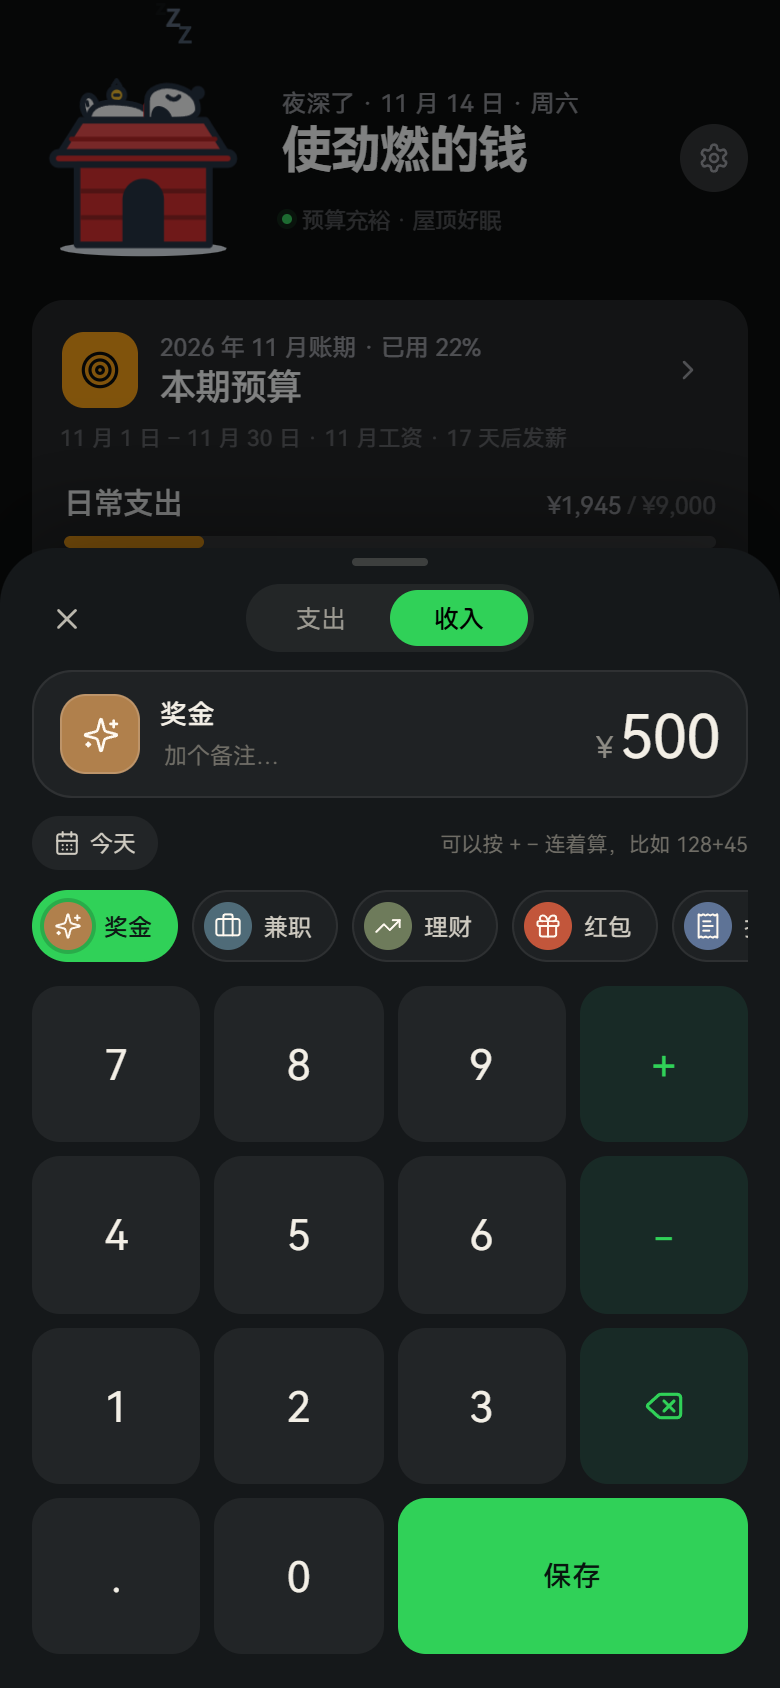 z
Z
Z
夜深了 · 11 月 14 日 · 周六
使劲燃的钱
预算充裕 · 屋顶好眠
2026 年 11 月账期 · 已用 22%
本期预算
11 月 1 日 – 11 月 30 日 · 11 月工资 · 17 天后发薪
日常支出
¥1,945 / ¥9,000
支出
收入
奖金
加个备注…
¥500
今天
可以按 + − 连着算，比如 128+45
奖金
兼职
理财
红包
7
8
9
+
4
5
6
−
1
2
3
.
0
保存